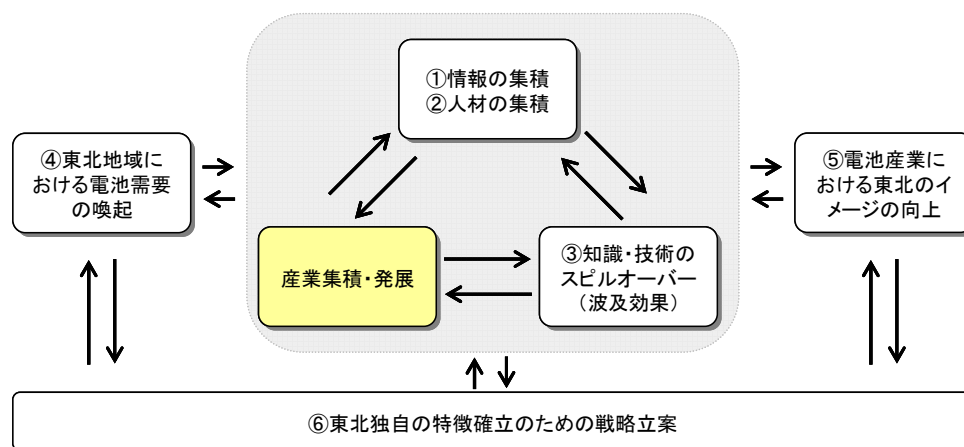 ①情報の集積
②人材の集積
④東北地域に
おける電池需要
の喚起
⑤電池産業に
おける東北のイ
メージの向上
産業集積・発展
③知識・技術の
スピルオーバー
（波及効果）
⑥東北独自の特徴確立のための戦略立案